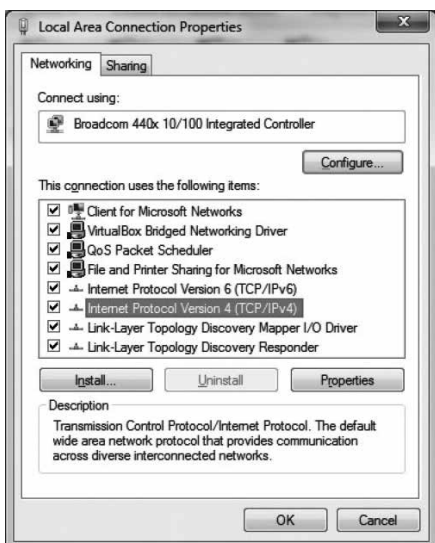 Local Area Connection Properties
Networking
Sharing
Connect using:
Broadcom 440x 10/100 Integrated Controller
Configure...
This connection uses the following items:
Client for Microsoft Networks
VirtualBox Bridged Networking Driver
QoS Packet Scheduler
File and Printer Sharing for Microsoft Networks
Internet Protocol Version 6 (TCP/IPv6)
Internet Protocol Version 4 (TCP/IPv4)
Link-Layer Topology Discovery Mapper I/O Driver
Link-Layer Topology Discovery Responder
Install...
Uninstall
Properties
Description
Transmission Control Protocol/Internet Protocol. The default
wide area network protocol that provides communication
across diverse interconnected networks.
OK
Cancel